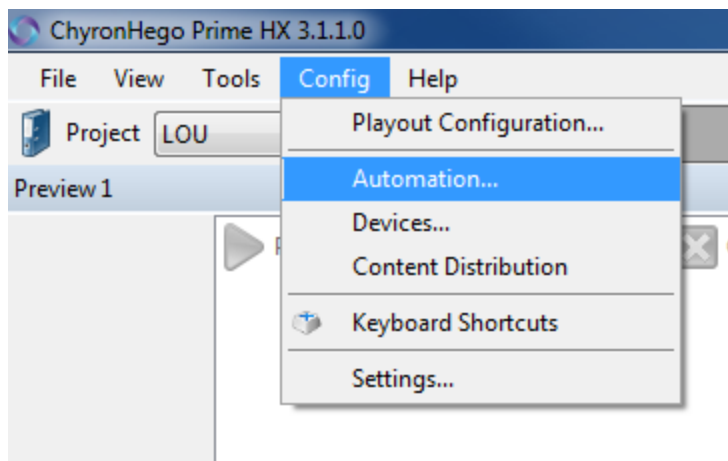 ChyronHego Prime HX 3.1.1.0
File View Tools Config Help
Project LOU
Playout Configuration...
Automation...
Preview 1
Devices...
Content Distribution
Keyboard Shortcuts
Settings...